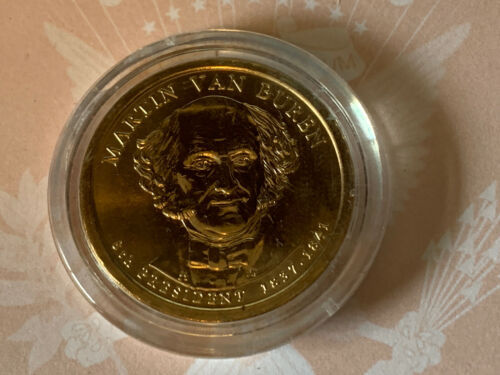 MARTIN VAN BUREN
8th PRESIDENT 1837-1841